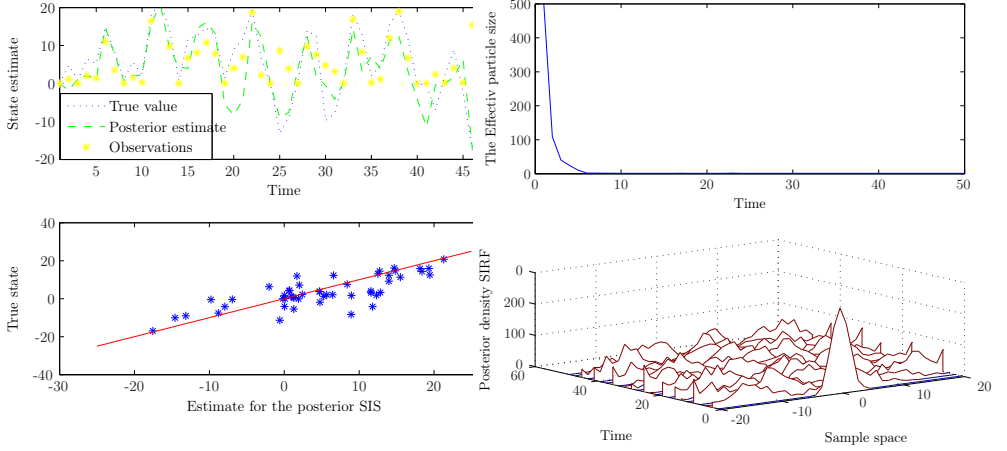 20
10
0
-10
-20
State estimate
True value
Posterior estimate
Observations
5 10 15 20 25 30 35 40 45
Time
500
400
300
200
100
0
The Effectiv particle size
0 10 20 30 40 50
Time
40
20
0
-20
-40
True state
-30 -20 -10 0 10 20
Estimate for the posterior SIS
0
200
100
0
Posterior density SIRF
60
40
20
0
Time
-20
-10
0
10
20
Sample space